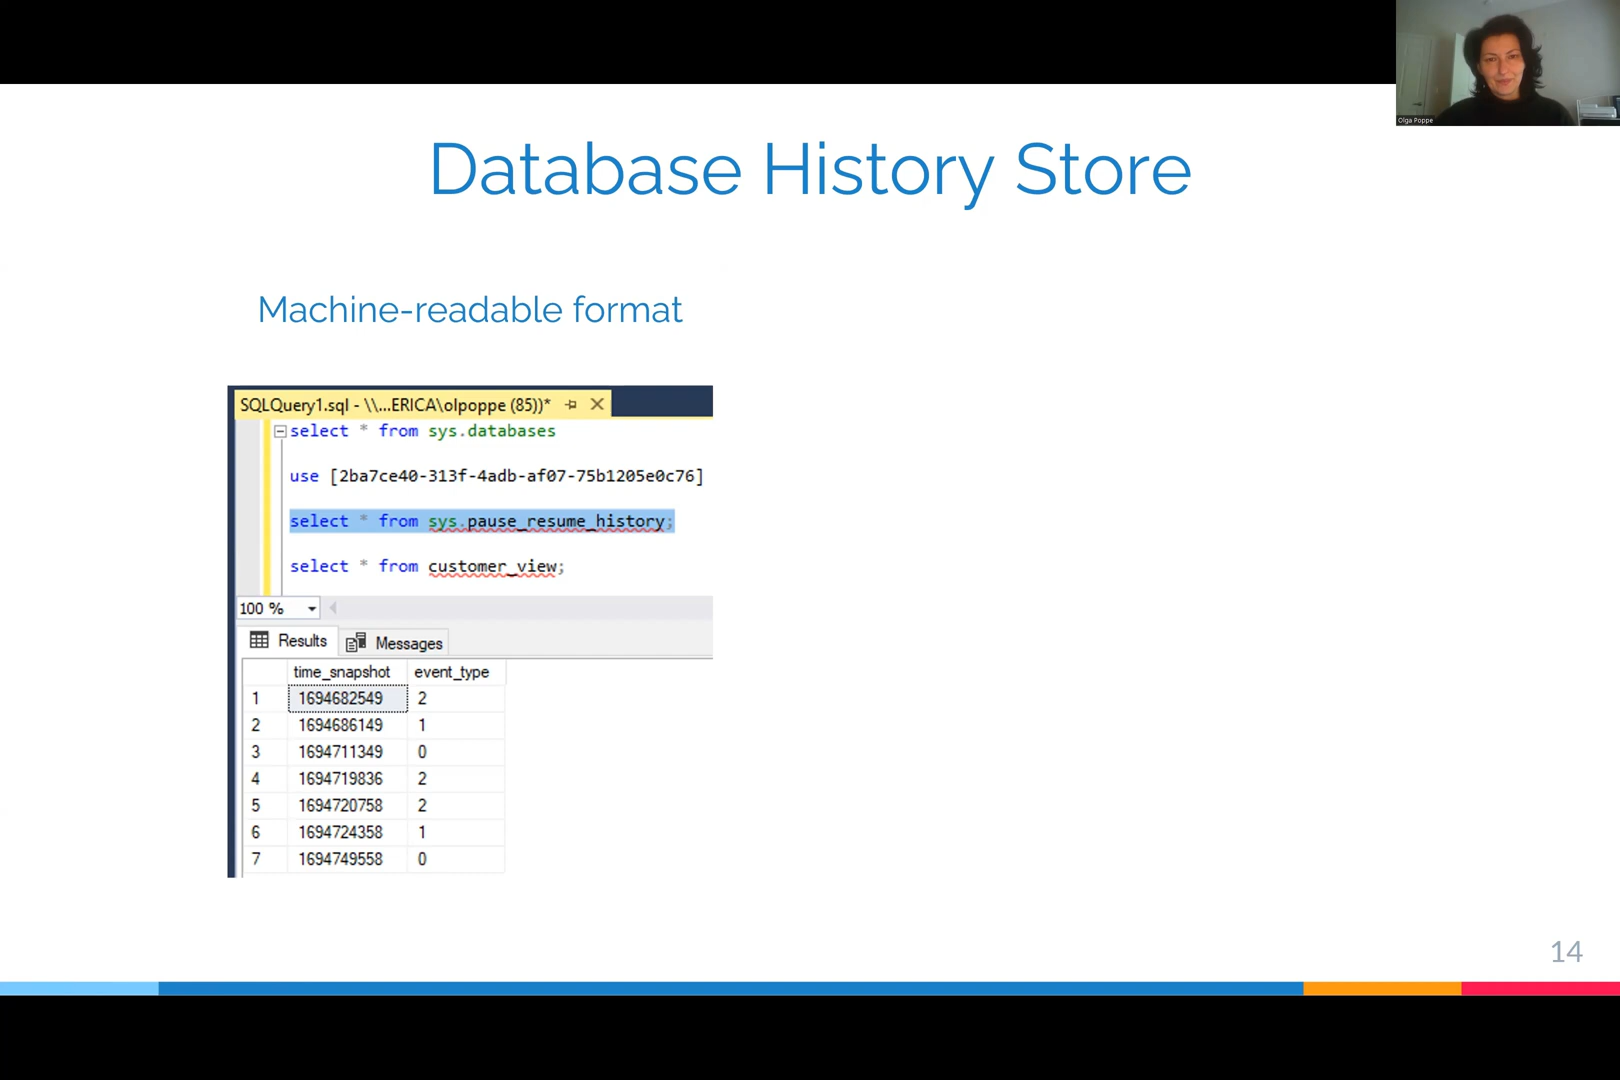 Olga Poppe
Database History Store
Machine-readable format
SQLQuery1.sql - \\...ERICA\olpoppe (85))*
select * from sys.databases
use [2ba7ce40-313f-4adb-af07-75b1205e0c76]
select * from sys.pause_resume_history;
select * from customer_view;
100 %
Results Messages
time_snapshot event_type
1 1694682549 2
2 1694686149 1
3 1694711349 0
4 1694719836 2
5 1694720758 2
6 1694724358 1
7 1694749558 0
14